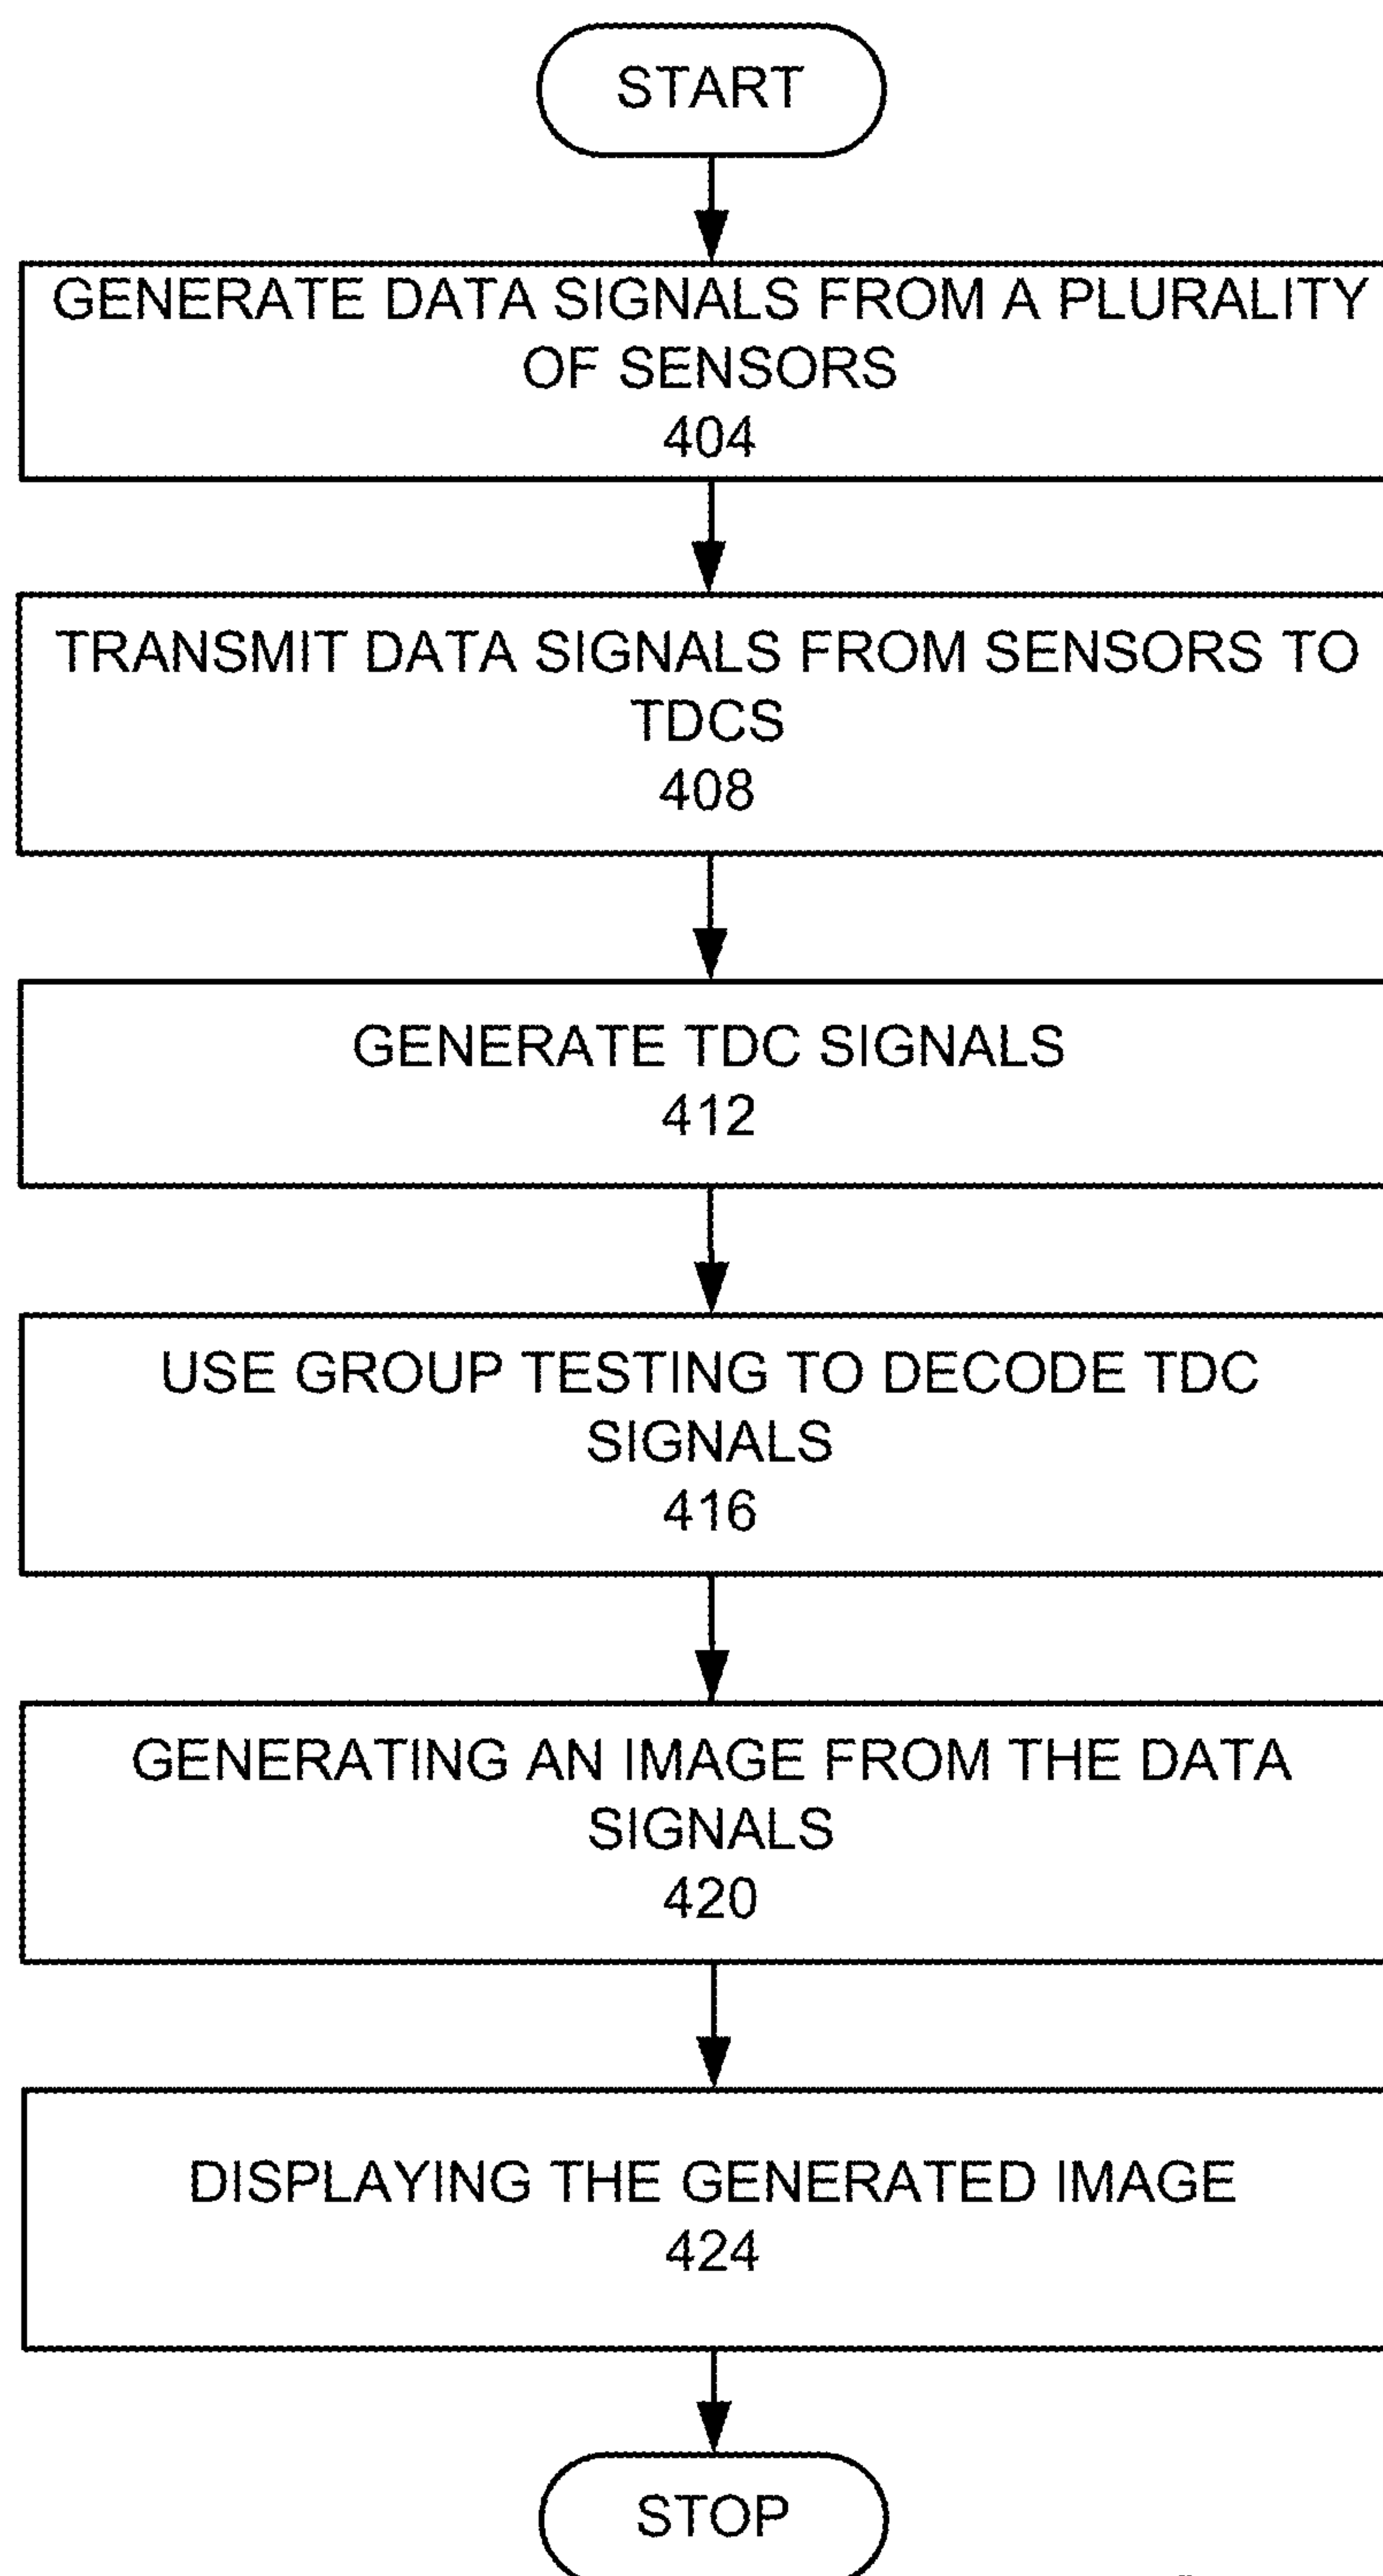 START
GENERATE DATA SIGNALS FROM A PLURALITY
OF SENSORS
404
TRANSMIT DATA SIGNALS FROM SENSORS TO
TDCS
408
GENERATE TDC SIGNALS
412
USE GROUP TESTING TO DECODE TDC
SIGNALS
416
GENERATING AN IMAGE FROM THE DATA
SIGNALS
420
DISPLAYING THE GENERATED IMAGE
424
STOP